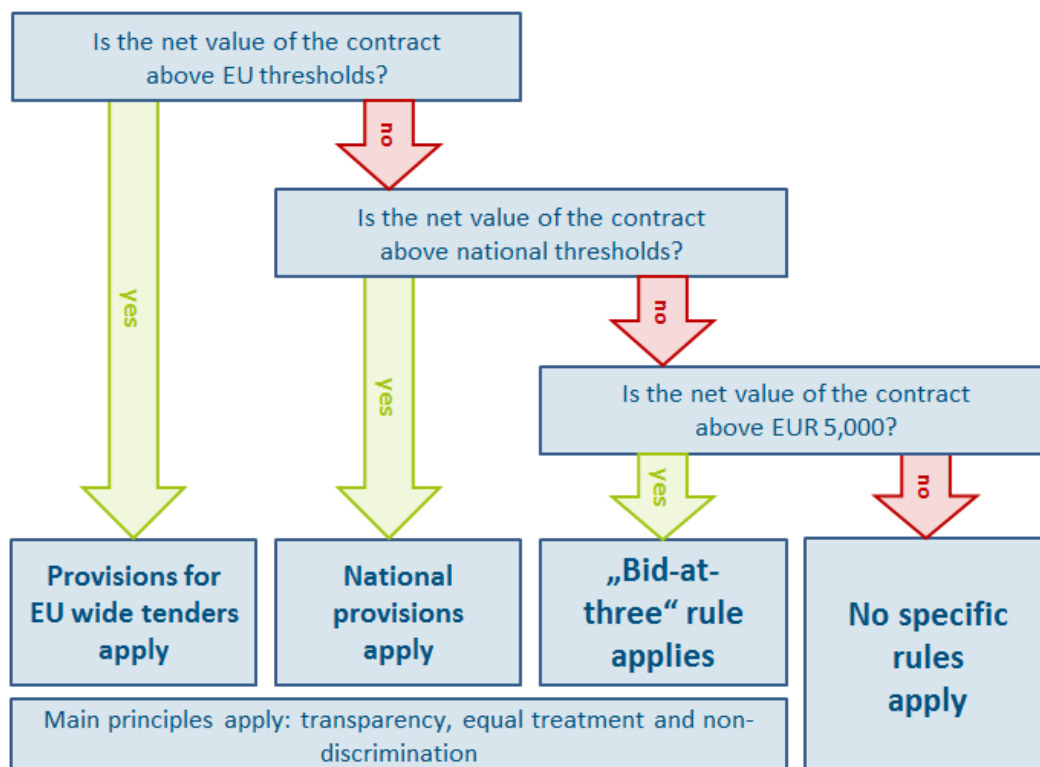 Is the net value of the contract
above EU thresholds?
no
Is the net value of the contract
above national thresholds?
yes
yes
no
Is the net value of the contract
above EUR 5,000?
yes
no
Provisions for
EU wide tenders
apply
National
provisions
apply
„Bid-at-
three“ rule
applies
No specific
rules
apply
Main principles apply: transparency, equal treatment and non-
discrimination